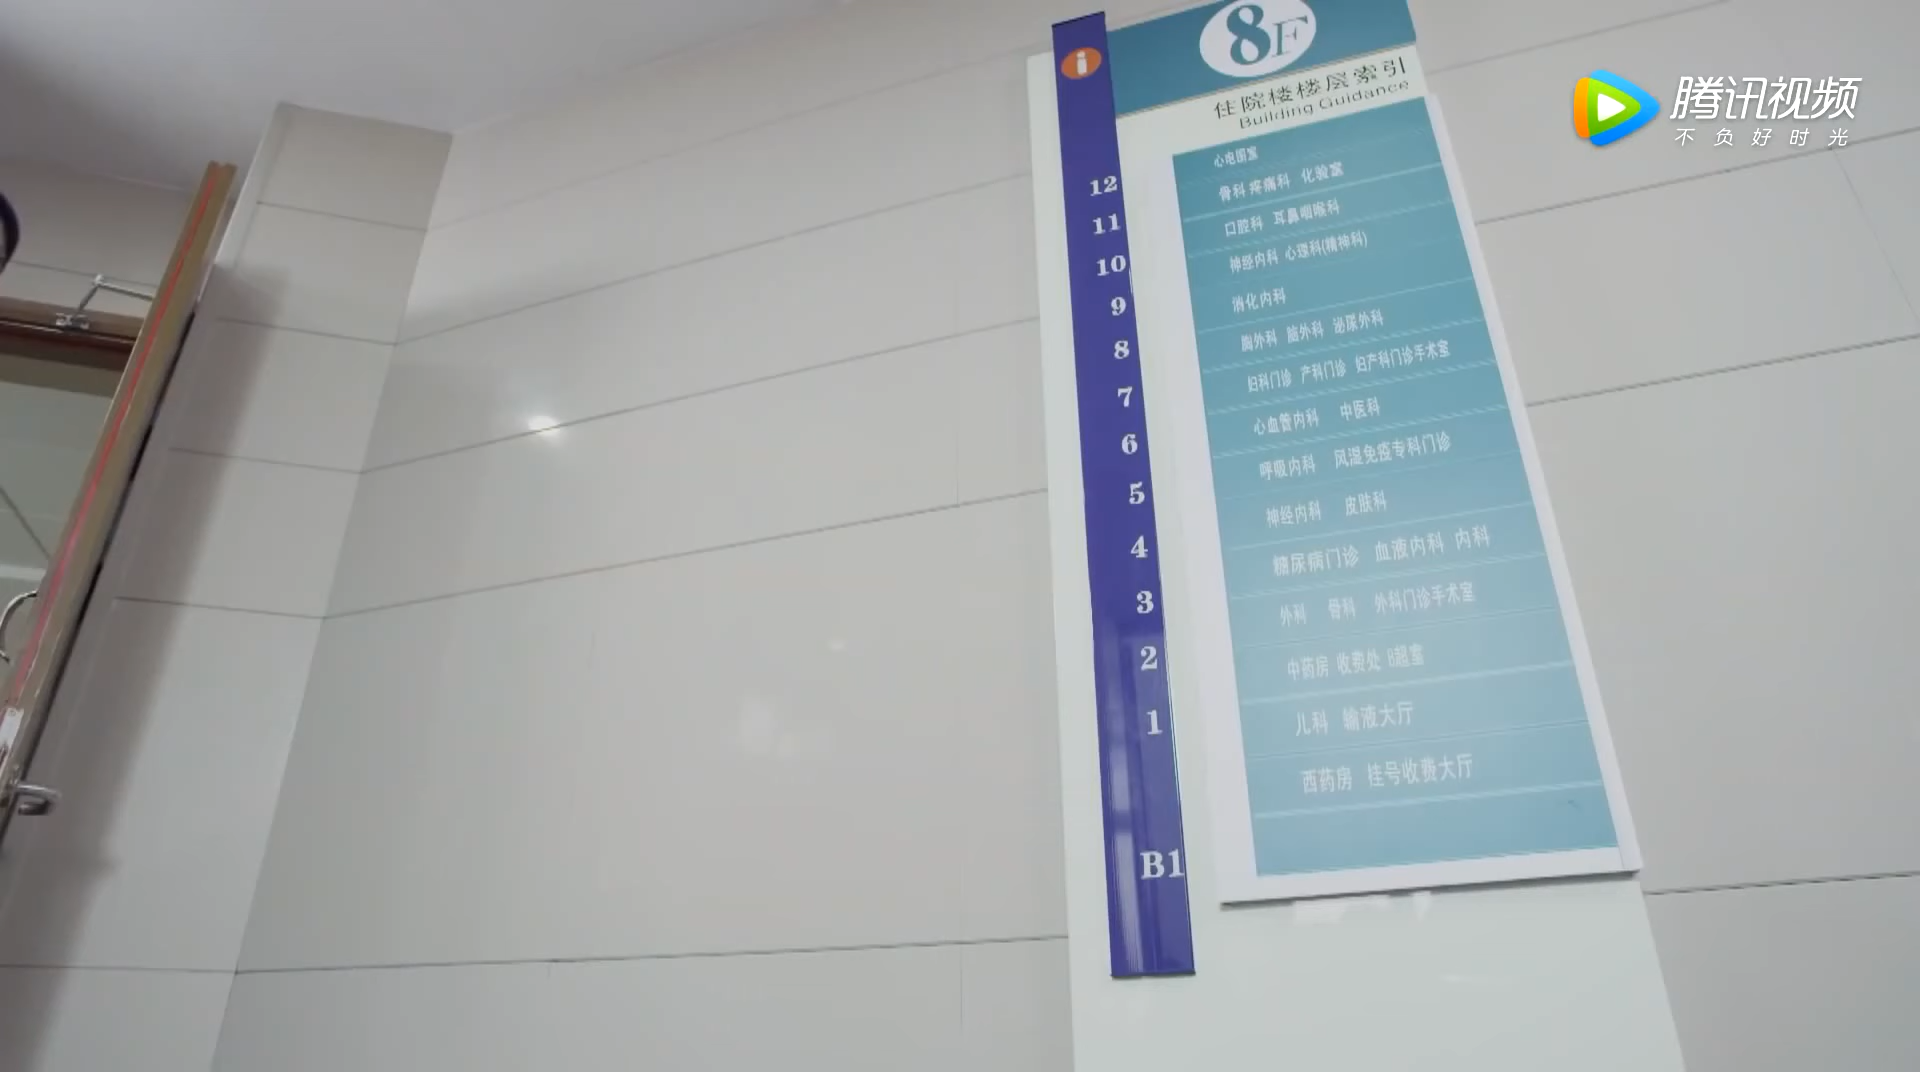 8F
住院楼楼层索引
Building Guidance
腾讯视频
不负好时光
心电图室
12 骨科 疼痛科 化验室
11 口腔科 耳鼻咽喉科
10 神经内科 心理科(精神科)
9 消化内科
8 胸外科 脑外科 泌尿外科
7 妇科门诊 产科门诊 妇产科门诊手术室
6 心血管内科 中医科
5 呼吸内科 风湿免疫专科门诊
4 神经内科 皮肤科
3 糖尿病门诊 血液内科 内科
2 外科 骨科 外科门诊手术室
中药房 收费处 B超室
1 儿科 输液大厅
西药房 挂号收费大厅
B1